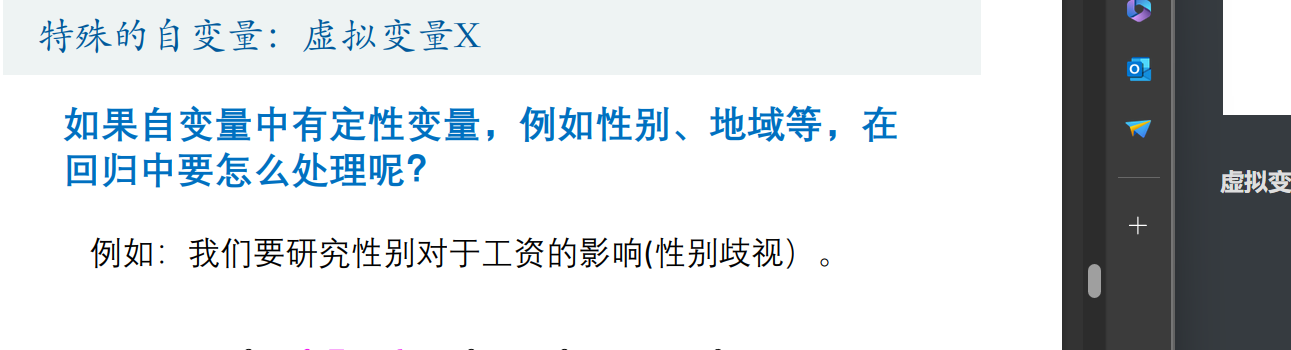 特殊的自变量：虚拟变量X
如果自变量中有定性变量，例如性别、地域等，在
回归中要怎么处理呢?
例如：我们要研究性别对于工资的影响(性别歧视）。
虚拟变